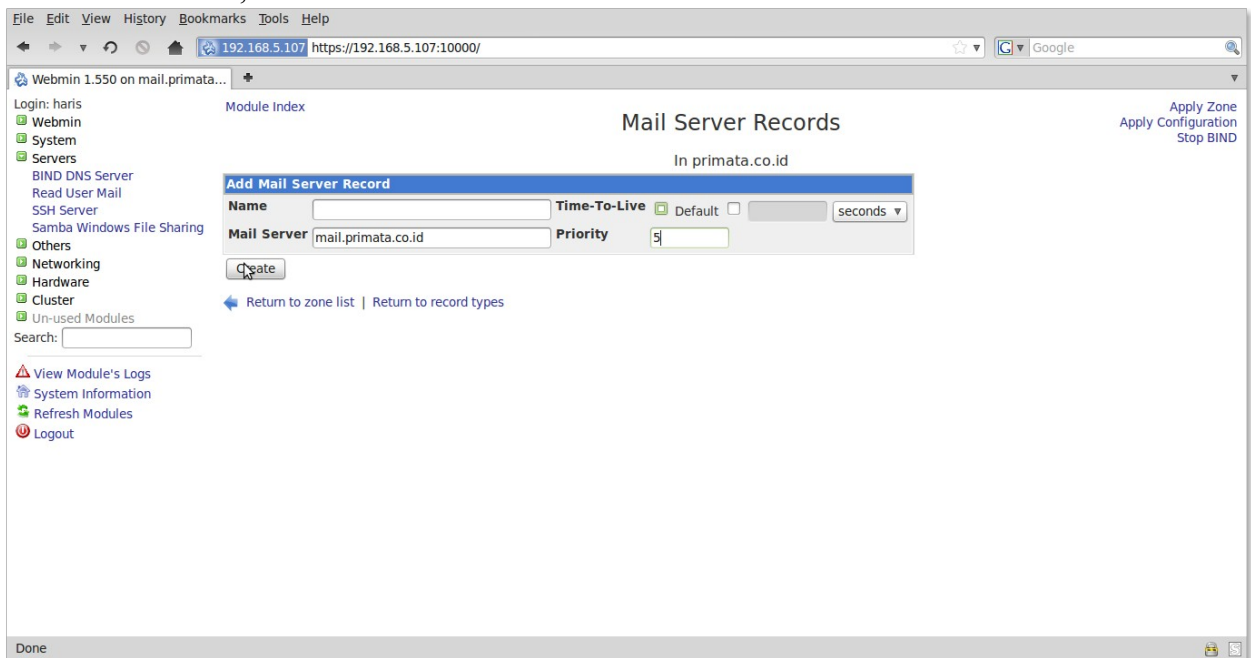 File Edit View History Bookmarks Tools Help
192.168.5.107 https://192.168.5.107:10000/
G Google
Webmin 1.550 on mail.primata...
Login: haris
Webmin
System
Servers
BIND DNS Server
Read User Mail
SSH Server
Samba Windows File Sharing
Others
Networking
Hardware
Cluster
Un-used Modules
Search:
View Module's Logs
System Information
Refresh Modules
Logout
Module Index
Mail Server Records
In primata.co.id
Apply Zone
Apply Configuration
Stop BIND
Add Mail Server Record
Name Time-To-Live Default seconds
Mail Server mail.primata.co.id Priority 5
Create
Return to zone list | Return to record types
Done